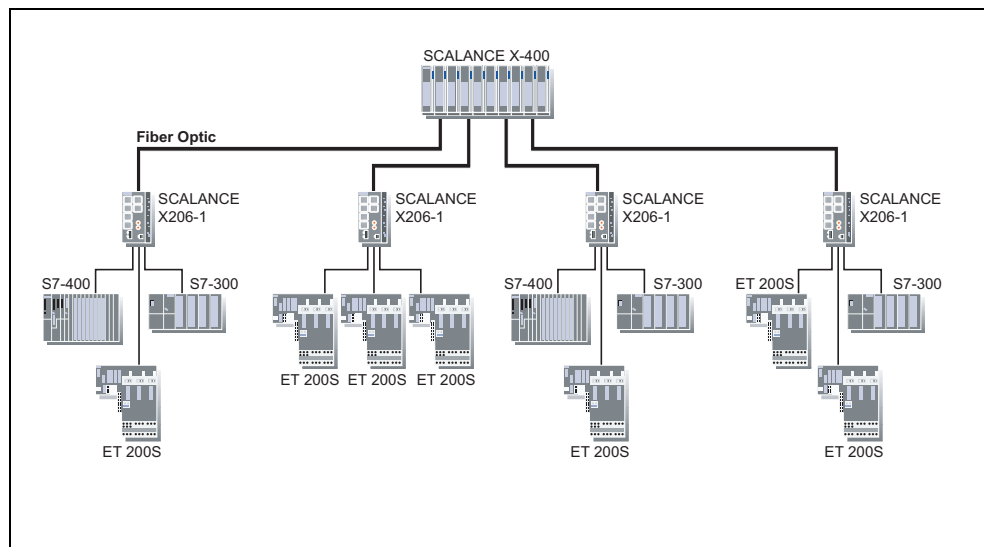 SCALANCE X-400
Fiber Optic
SCALANCE
X206-1
SCALANCE
X206-1
SCALANCE
X206-1
SCALANCE
X206-1
S7-400
S7-300
S7-400
S7-300
ET 200S
S7-300
ET 200S
ET 200S
ET 200S
ET 200S
ET 200S
ET 200S